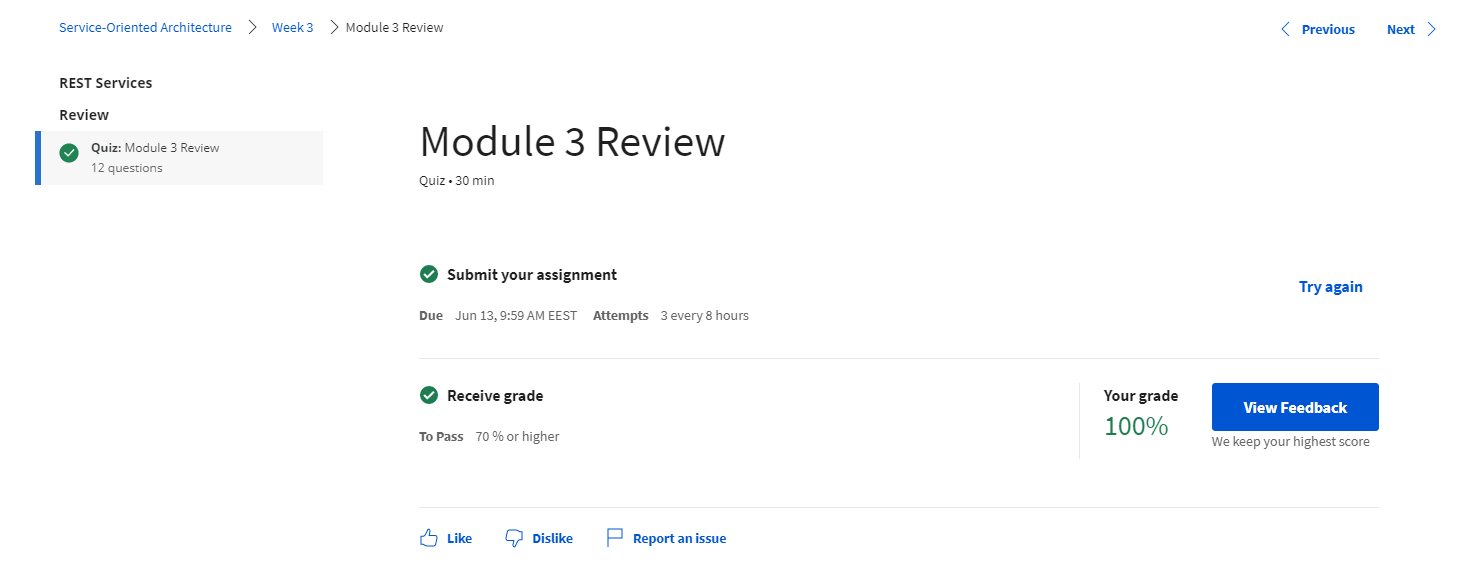 Service-Oriented Architecture Week 3 Module 3 Review
Previous Next
REST Services
Review
Quiz: Module 3 Review
12 questions
Module 3 Review
Quiz • 30 min
Submit your assignment
Try again
Due Jun 13, 9:59 AM EEST Attempts 3 every 8 hours
Receive grade
To Pass 70 % or higher
Your grade
100%
View Feedback
We keep your highest score
Like Dislike Report an issue